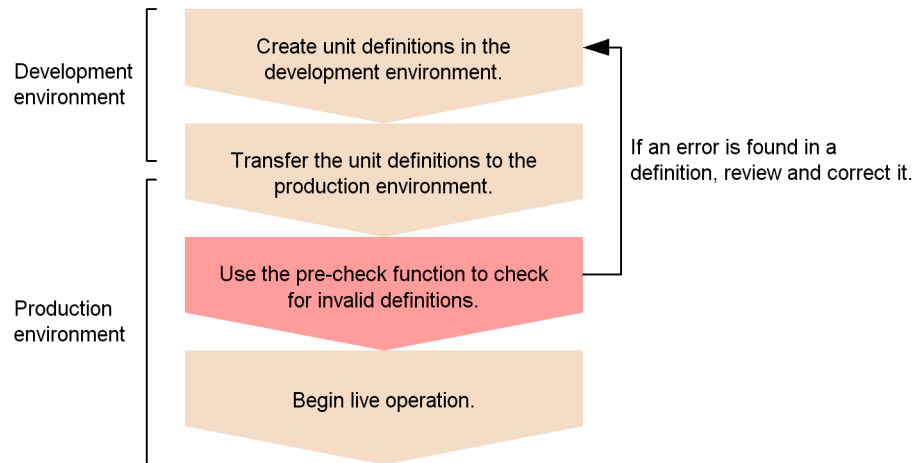 Create unit definitions in the
development environment.
Development
environment
Transfer the unit definitions to the
production environment.
If an error is found in a
definition, review and correct it.
Use the pre-check function to check
for invalid definitions.
Production
environment
Begin live operation.